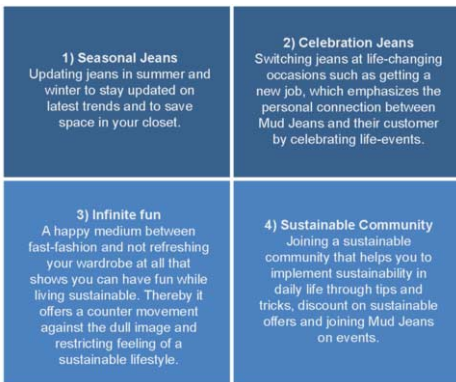 1) Seasonal Jeans
Updating jeans in summer and
winter to stay updated on
latest trends and to save
space in your closet.
2) Celebration Jeans
Switching jeans at life-changing
occasions such as getting a
new job, which emphasizes the
personal connection between
Mud Jeans and their customer
by celebrating life-events.
3) Infinite fun
A happy medium between
fast-fashion and not refreshing
your wardrobe at all that
shows you can have fun while
living sustainable. Thereby it
offers a counter movement
against the dull image and
restricting feeling of a
sustainable lifestyle.
4) Sustainable Community
Joining a sustainable
community that helps you to
implement sustainability in
daily life through tips and
tricks, discount on sustainable
offers and joining Mud Jeans
on events.